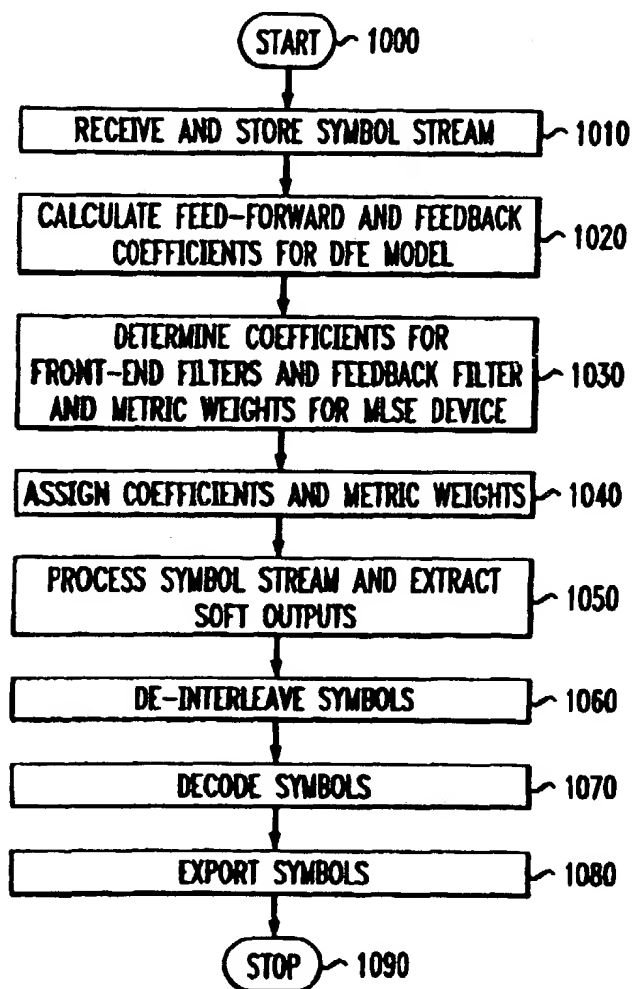 START 1000
RECEIVE AND STORE SYMBOL STREAM 1010
CALCULATE FEED-FORWARD AND FEEDBACK
COEFFICIENTS FOR DFE MODEL 1020
DETERMINE COEFFICIENTS FOR
FRONT-END FILTERS AND FEEDBACK FILTER 1030
AND METRIC WEIGHTS FOR MLSE DEVICE
ASSIGN COEFFICIENTS AND METRIC WEIGHTS 1040
PROCESS SYMBOL STREAM AND EXTRACT
SOFT OUTPUTS 1050
DE-INTERLEAVE SYMBOLS 1060
DECODE SYMBOLS 1070
EXPORT SYMBOLS 1080
STOP 1090